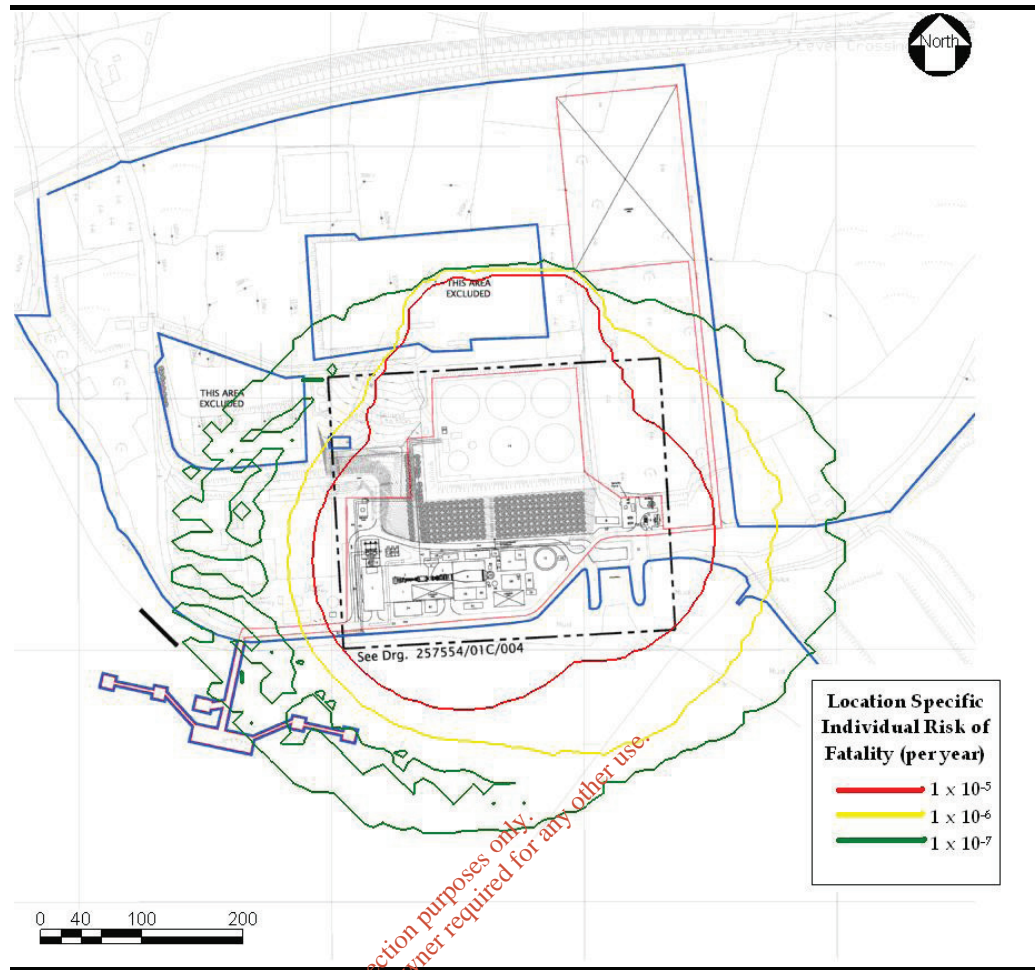 Level Crossing
North
THIS AREA
EXCLUDED
THIS AREA
EXCLUDED
See Drg. 257554/01C/004
Location Specific
Individual Risk of
Fatality (per year)
1 x 10⁻⁵
1 x 10⁻⁶
1 x 10⁻⁷
0 40 100 200
ction purposes only.
wner required for any other use.